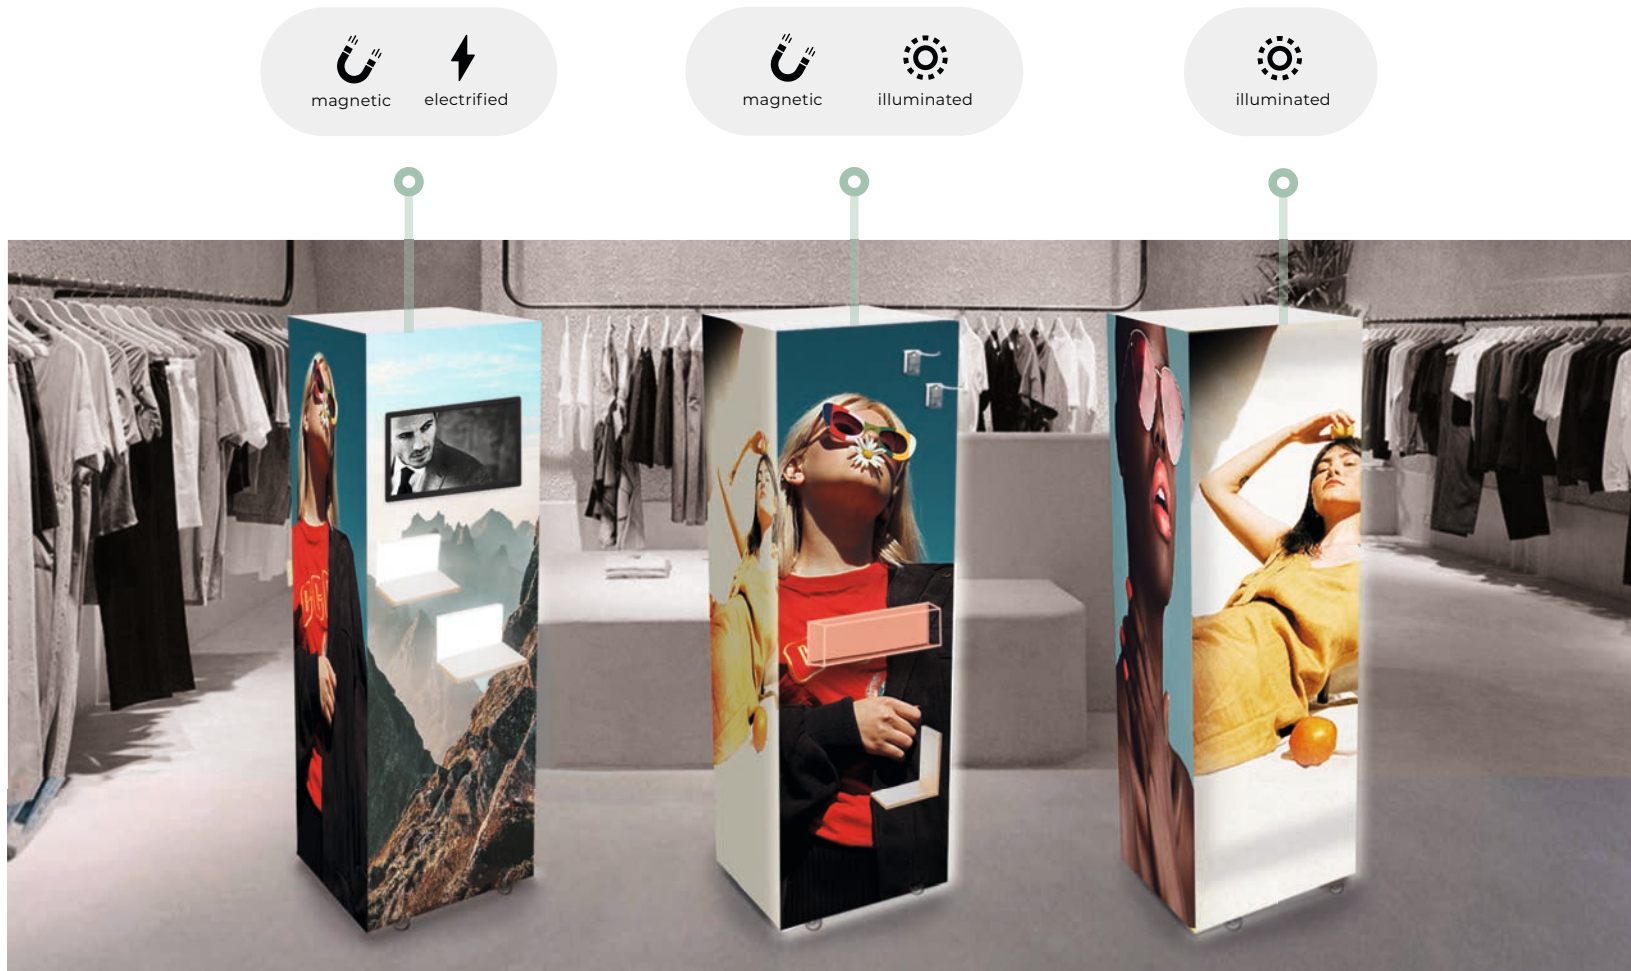 magnetic electrified
magnetic illuminated
illuminated